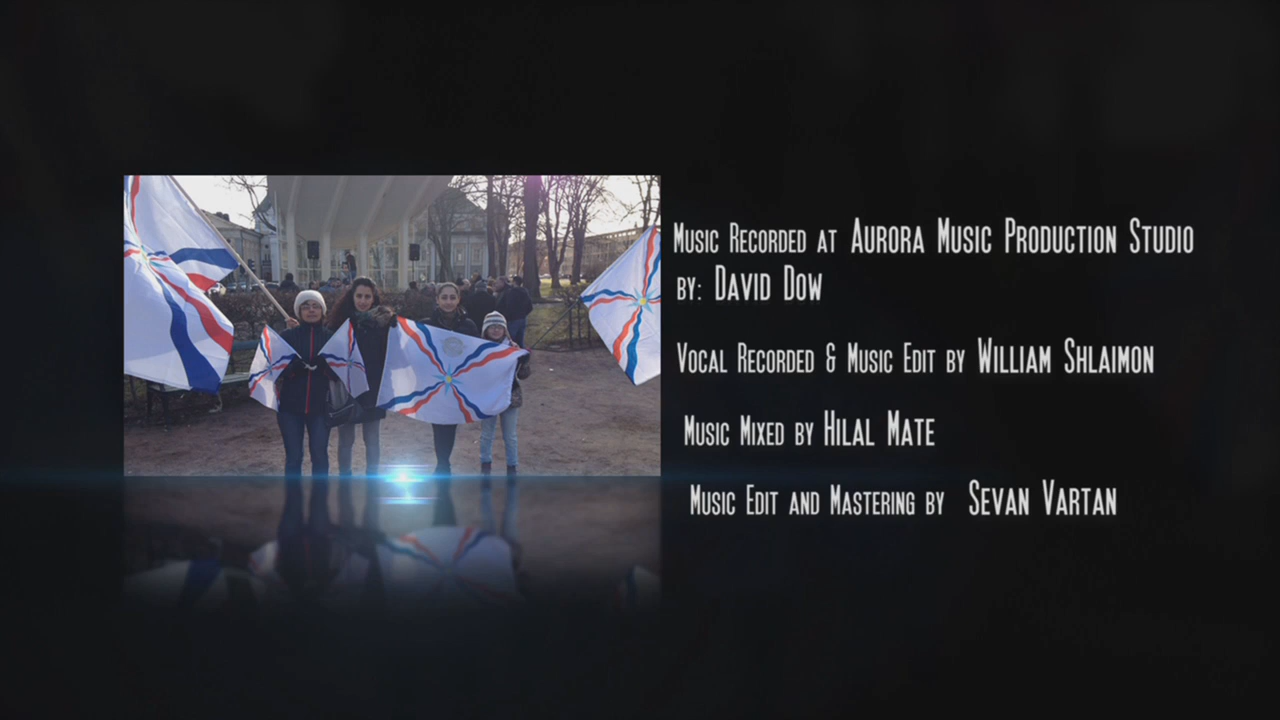 Music Recorded at Aurora Music Production Studio
by: David Dow
Vocal Recorded & Music Edit by William Shlaimon
Music Mixed by Hilal Mate
Music Edit and Mastering by Sevan Vartan